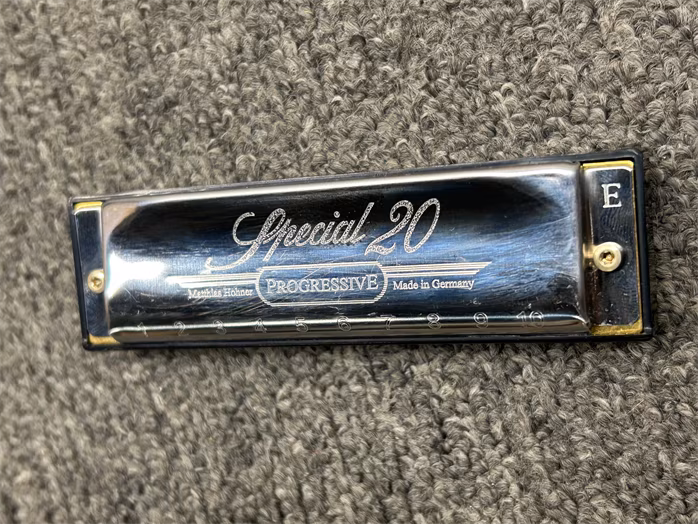 Special 20
E
Matthias Hohner PROGRESSIVE Made in Germany
1 2 3 4 5 6 7 8 9 10